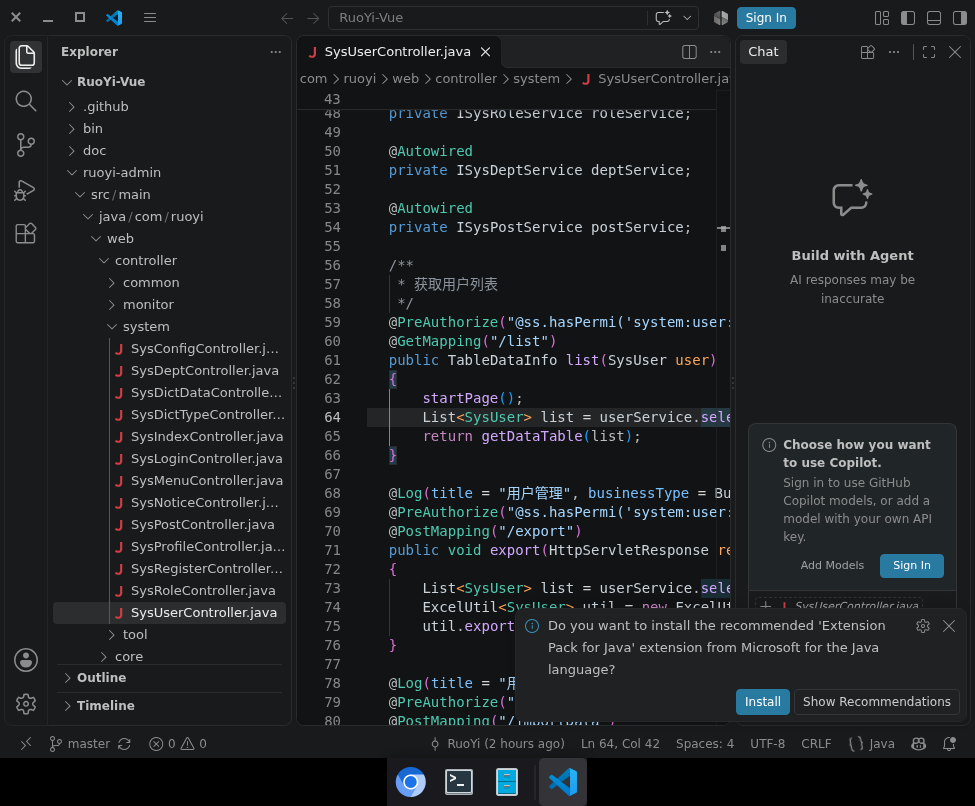 RuoYi-Vue
Sign In
Explorer
RuoYi-Vue
.github
bin
doc
ruoyi-admin
src/main
java/com/ruoyi
web
controller
common
monitor
system
SysConfigController.j...
SysDeptController.java
SysDictDataControlle...
SysDictTypeController...
SysIndexController.java
SysLoginController.java
SysMenuController.java
SysNoticeController.j...
SysPostController.java
SysProfileController.ja...
SysRegisterController...
SysRoleController.java
SysUserController.java
tool
core
Outline
Timeline
SysUserController.java
com > ruoyi > web > controller > system > SysUserController.ja
43
48 private ISysRoleService roleService;
49
50 @Autowired
51 private ISysDeptService deptService;
52
53 @Autowired
54 private ISysPostService postService;
55
56 /**
57 * 获取用户列表
58 */
59 @PreAuthorize("@ss.hasPermi('system:user:
60 @GetMapping("/list")
61 public TableDataInfo list(SysUser user)
62 {
63 startPage();
64 List<SysUser> list = userService.sele
65 return getDataTable(list);
66 }
67
68 @Log(title = "用户管理", businessType = Bu
69 @PreAuthorize("@ss.hasPermi('system:user:
70 @PostMapping("/export")
71 public void export(HttpServletResponse re
72 {
73 List<SysUser> list = userService.sele
74 ExcelUtil<SysUser> util = new ExcelUt
75 util.export
76 }
77
78 @Log(title = "用
79 @PreAuthorize("
80 @PostMapping("/importData")
Chat
Build with Agent
AI responses may be
inaccurate
Choose how you want
to use Copilot.
Sign in to use GitHub
Copilot models, or add a
model with your own API
key.
Add Models
Sign In
SysUserController.java
Do you want to install the recommended 'Extension
Pack for Java' extension from Microsoft for the Java
language?
Install
Show Recommendations
master
0
0
RuoYi (2 hours ago)
Ln 64, Col 42
Spaces: 4
UTF-8
CRLF
{} Java